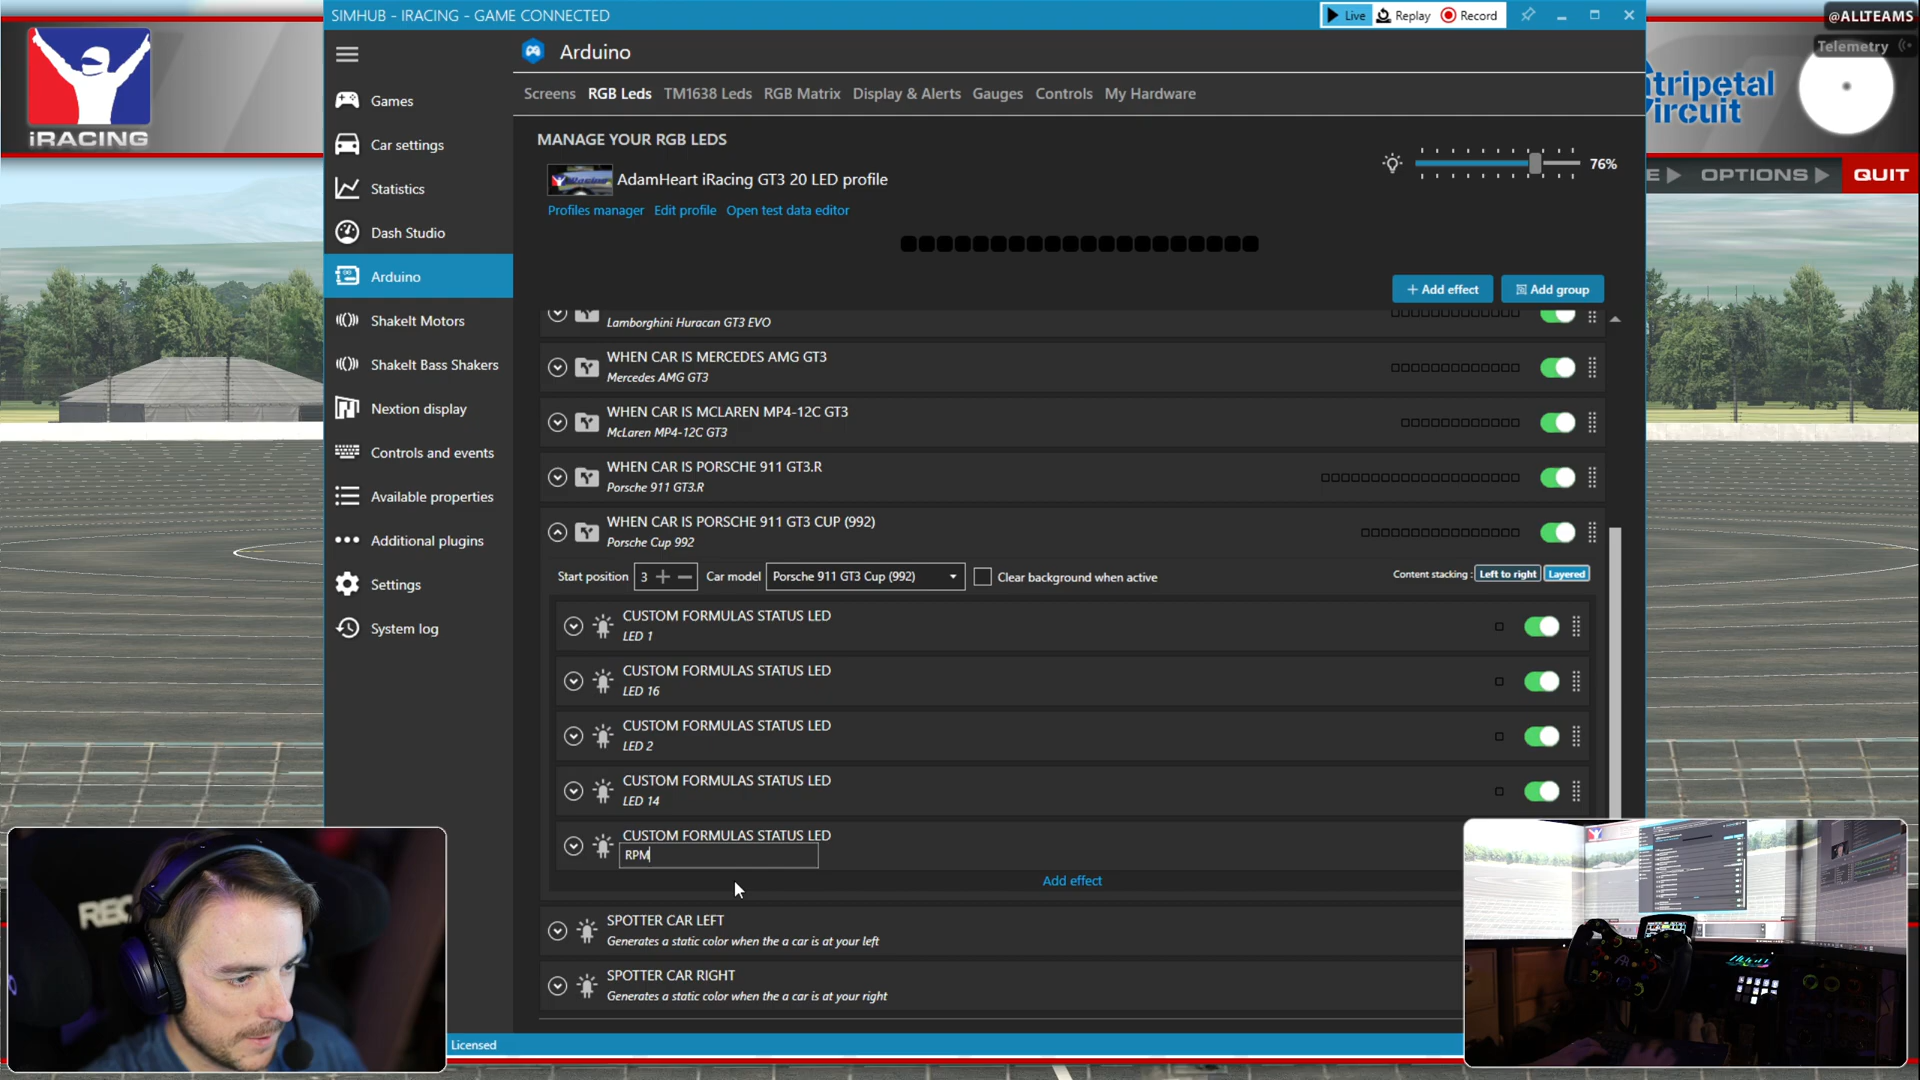 SIMHUB - IRACING - GAME CONNECTED
Live
Replay
Record
@ALLTEAMS
Telemetry
iRACING
tripetal
ircuit
E
OPTIONS
QUIT
Games
Car settings
Statistics
Dash Studio
Arduino
ShakeIt Motors
ShakeIt Bass Shakers
Nextion display
Controls and events
Available properties
Additional plugins
Settings
System log
Arduino
Screens
RGB Leds
TM1638 Leds
RGB Matrix
Display & Alerts
Gauges
Controls
My Hardware
MANAGE YOUR RGB LEDS
76%
AdamHeart iRacing GT3 20 LED profile
Profiles manager
Edit profile
Open test data editor
+ Add effect
Add group
Lamborghini Huracan GT3 EVO
WHEN CAR IS MERCEDES AMG GT3
Mercedes AMG GT3
WHEN CAR IS MCLAREN MP4-12C GT3
McLaren MP4-12C GT3
WHEN CAR IS PORSCHE 911 GT3.R
Porsche 911 GT3.R
WHEN CAR IS PORSCHE 911 GT3 CUP (992)
Porsche Cup 992
Start position
3
Car model
Porsche 911 GT3 Cup (992)
Clear background when active
Content stacking :
Left to right
Layered
CUSTOM FORMULAS STATUS LED
LED 1
CUSTOM FORMULAS STATUS LED
LED 16
CUSTOM FORMULAS STATUS LED
LED 2
CUSTOM FORMULAS STATUS LED
LED 14
CUSTOM FORMULAS STATUS LED
RPM
Add effect
SPOTTER CAR LEFT
Generates a static color when the a car is at your left
SPOTTER CAR RIGHT
Generates a static color when the a car is at your right
Licensed